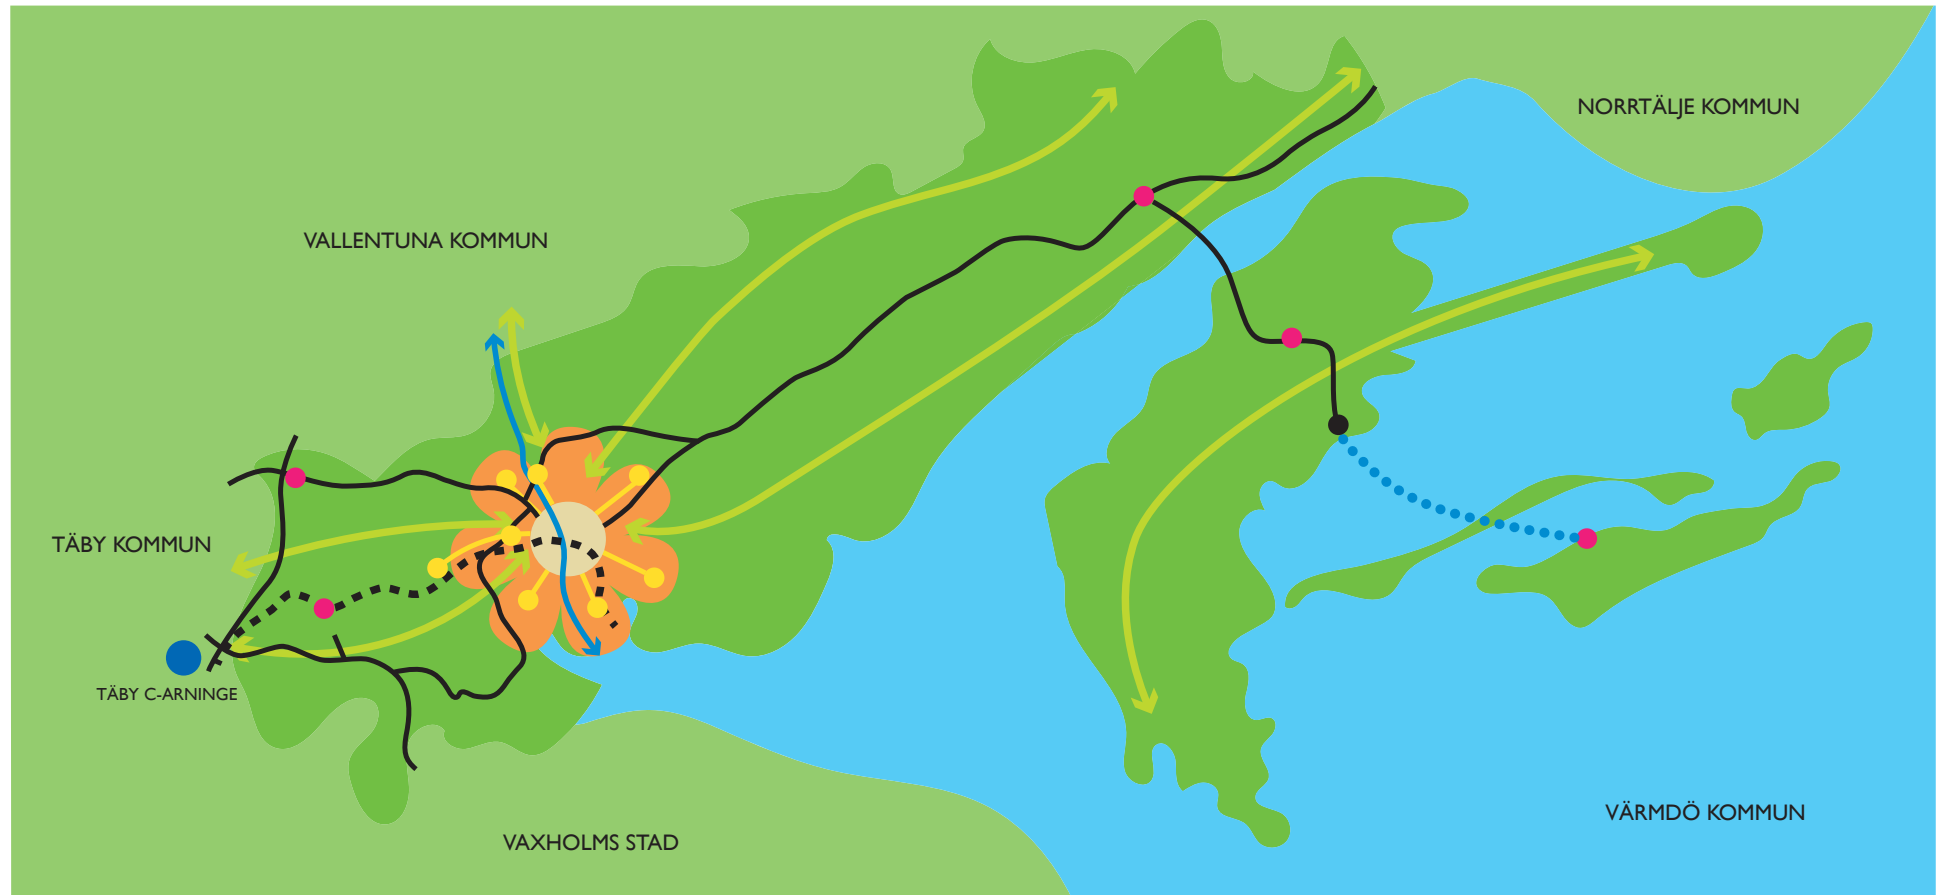 NORRTÄLJE KOMMUN
VALLENTUNA KOMMUN
TÄBY KOMMUN
TÄBY C-ARNINGE
VÄRMDÖ KOMMUN
VAXHOLMS STAD